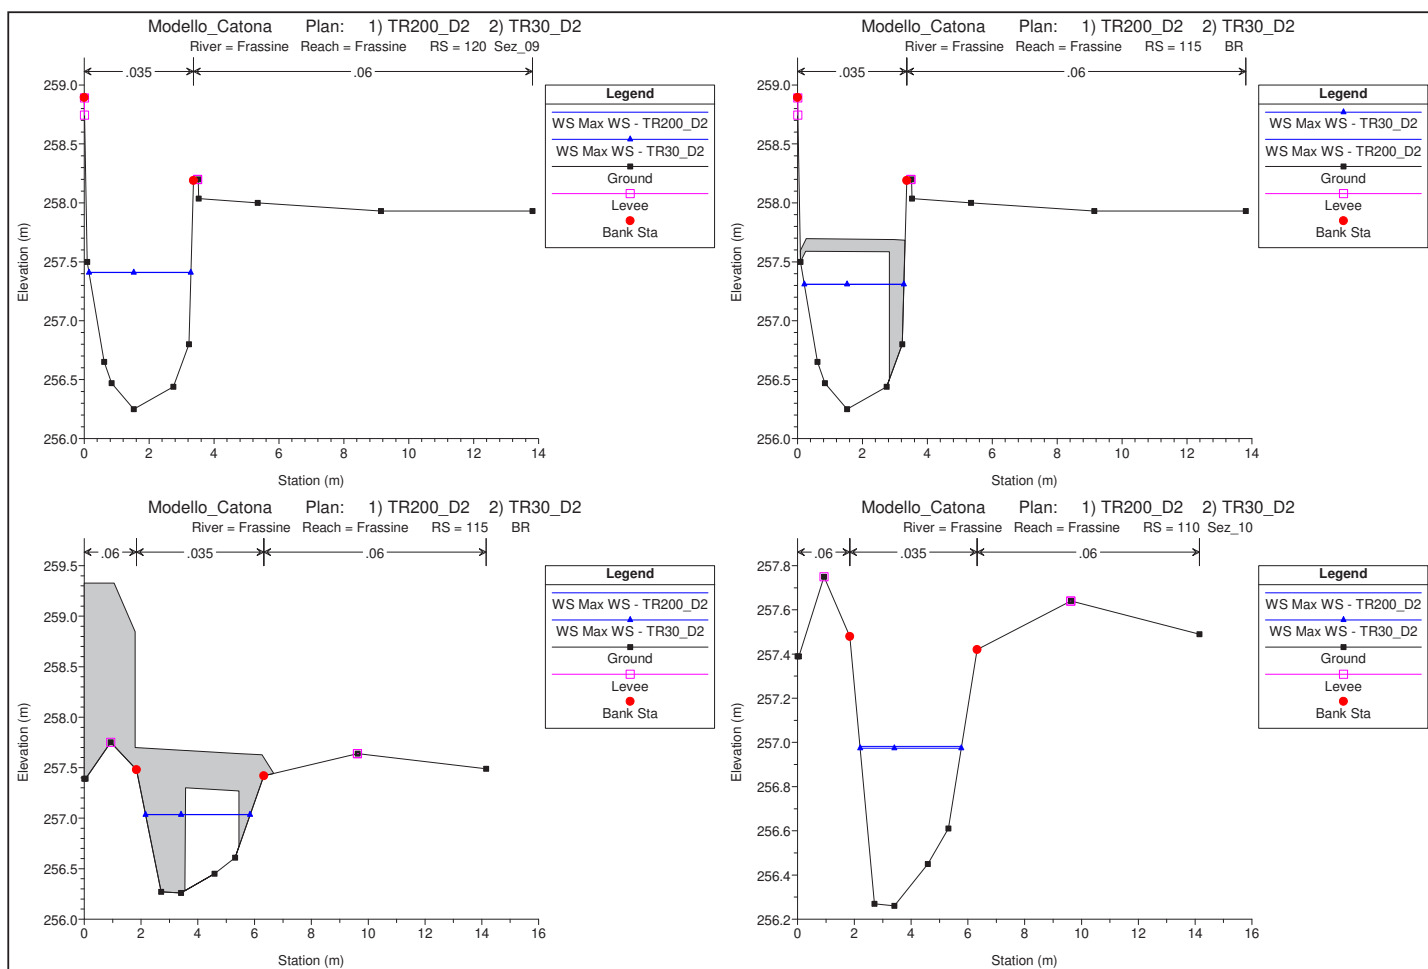 Modello_Catona Plan: 1) TR200_D2 2) TR30_D2
River = Frassine Reach = Frassine RS = 120 Sez_09
.035 .06
259.0
258.5
258.0
257.5
257.0
256.5
256.0
Elevation (m)
0 2 4 6 8 10 12 14
Station (m)
Legend
WS Max WS - TR200_D2
WS Max WS - TR30_D2
Ground
Levee
Bank Sta
Modello_Catona Plan: 1) TR200_D2 2) TR30_D2
River = Frassine Reach = Frassine RS = 115 BR
.035 .06
259.0
258.5
258.0
257.5
257.0
256.5
256.0
Elevation (m)
0 2 4 6 8 10 12 14
Station (m)
Legend
WS Max WS - TR30_D2
WS Max WS - TR200_D2
Ground
Levee
Bank Sta
Modello_Catona Plan: 1) TR200_D2 2) TR30_D2
River = Frassine Reach = Frassine RS = 115 BR
.06 .035 .06
259.5
259.0
258.5
258.0
257.5
257.0
256.5
256.0
Elevation (m)
0 2 4 6 8 10 12 14 16
Station (m)
Legend
WS Max WS - TR200_D2
WS Max WS - TR30_D2
Ground
Levee
Bank Sta
Modello_Catona Plan: 1) TR200_D2 2) TR30_D2
River = Frassine Reach = Frassine RS = 110 Sez_10
.06 .035 .06
257.8
257.6
257.4
257.2
257.0
256.8
256.6
256.4
256.2
Elevation (m)
0 2 4 6 8 10 12 14 16
Station (m)
Legend
WS Max WS - TR200_D2
WS Max WS - TR30_D2
Ground
Levee
Bank Sta